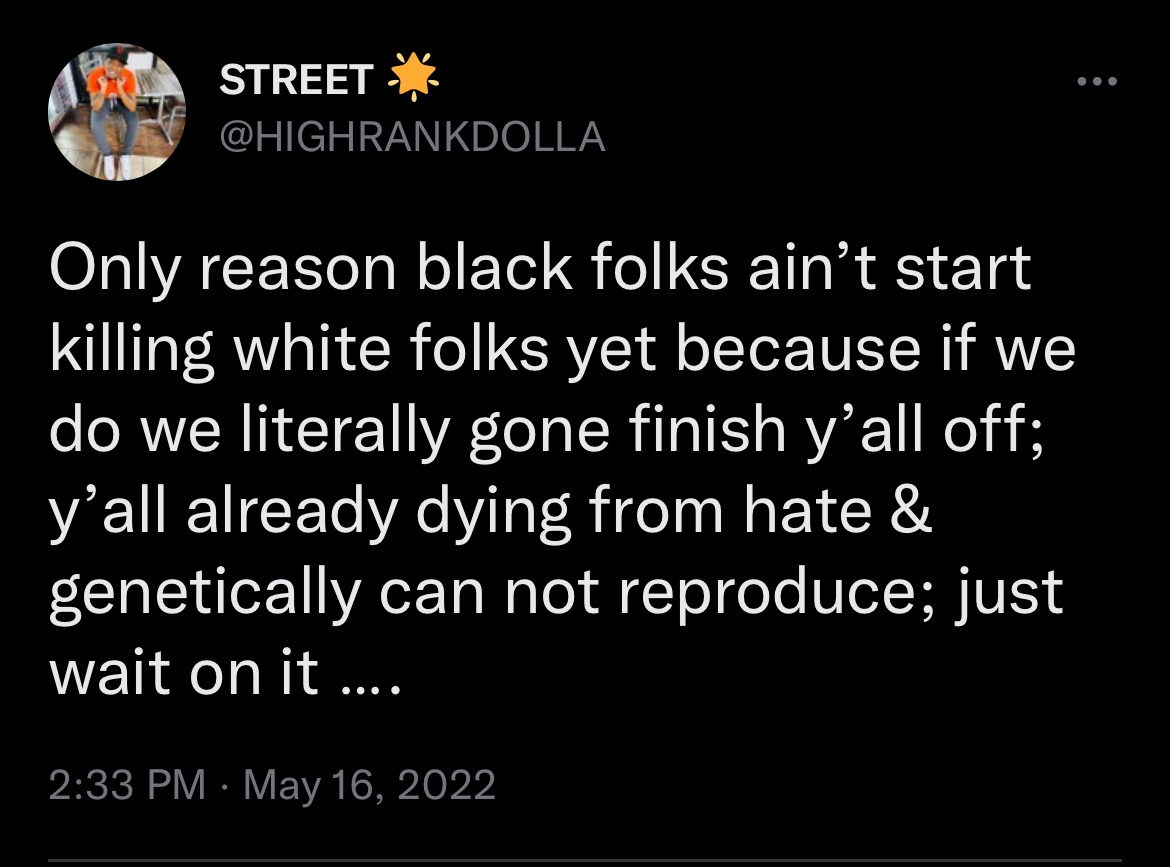 STREET 🌟
@HIGHRANKDOLLA
Only reason black folks ain’t start
killing white folks yet because if we
do we literally gone finish y’all off;
y’all already dying from hate &
genetically can not reproduce; just
wait on it ….
2:33 PM · May 16, 2022